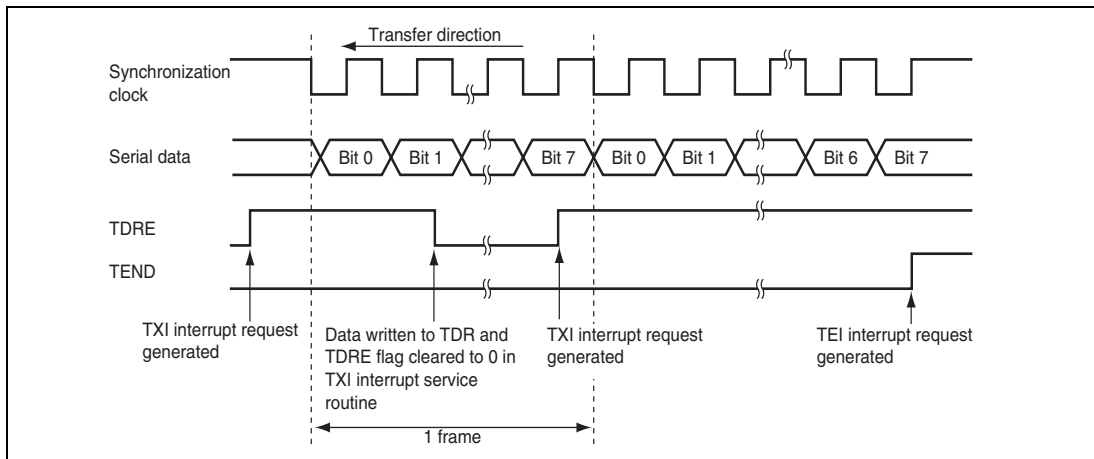 Transfer direction
Synchronization
clock
Serial data
Bit 0
Bit 1
Bit 7
Bit 0
Bit 1
Bit 6
Bit 7
TDRE
TEND
TXI interrupt request
generated
Data written to TDR and
TDRE flag cleared to 0 in
TXI interrupt service
routine
TXI interrupt request
generated
TEI interrupt request
generated
1 frame